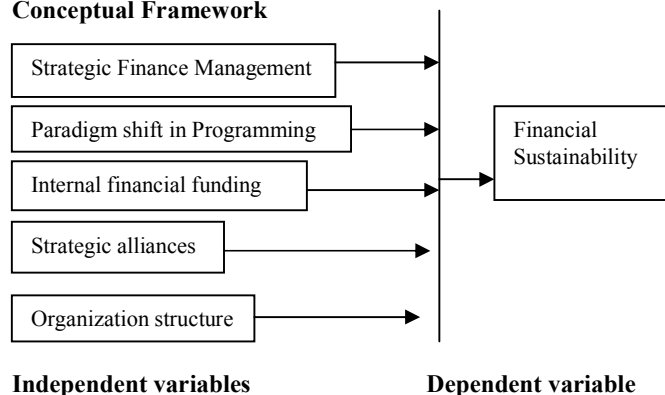 Conceptual Framework
Strategic Finance Management
Paradigm shift in Programming
Internal financial funding
Strategic alliances
Organization structure
Financial
Sustainability
Independent variables
Dependent variable